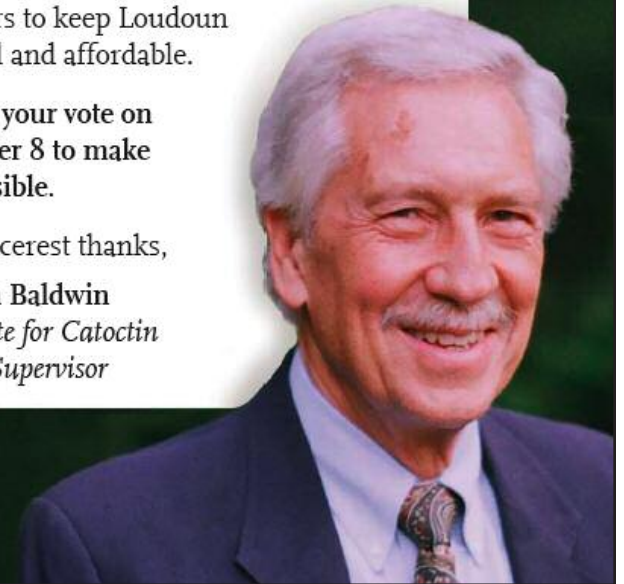 rs to keep Loudoun
l and affordable.
your vote on
er 8 to make
sible.
cerest thanks,
Baldwin
te for Catoctin
Supervisor